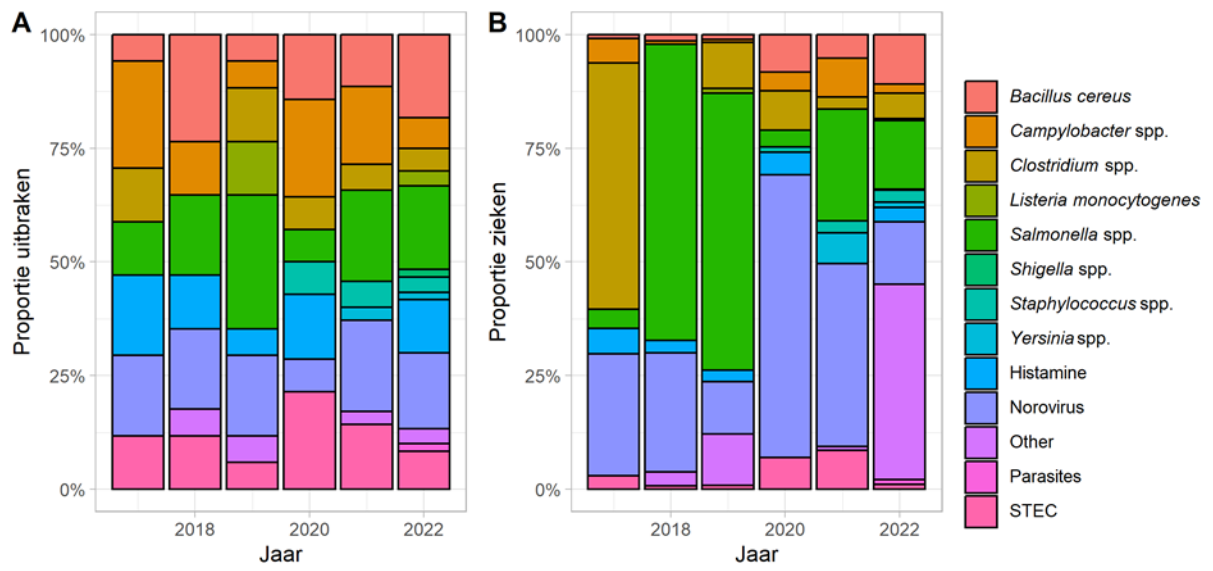 A
B
100%
75%
50%
25%
0%
Proportie uitbraken
2018
2020
2022
Jaar
100%
75%
50%
25%
0%
Proportie zieken
2018
2020
2022
Jaar
Bacillus cereus
Campylobacter spp.
Clostridium spp.
Listeria monocytogenes
Salmonella spp.
Shigella spp.
Staphylococcus spp.
Yersinia spp.
Histamine
Norovirus
Other
Parasites
STEC